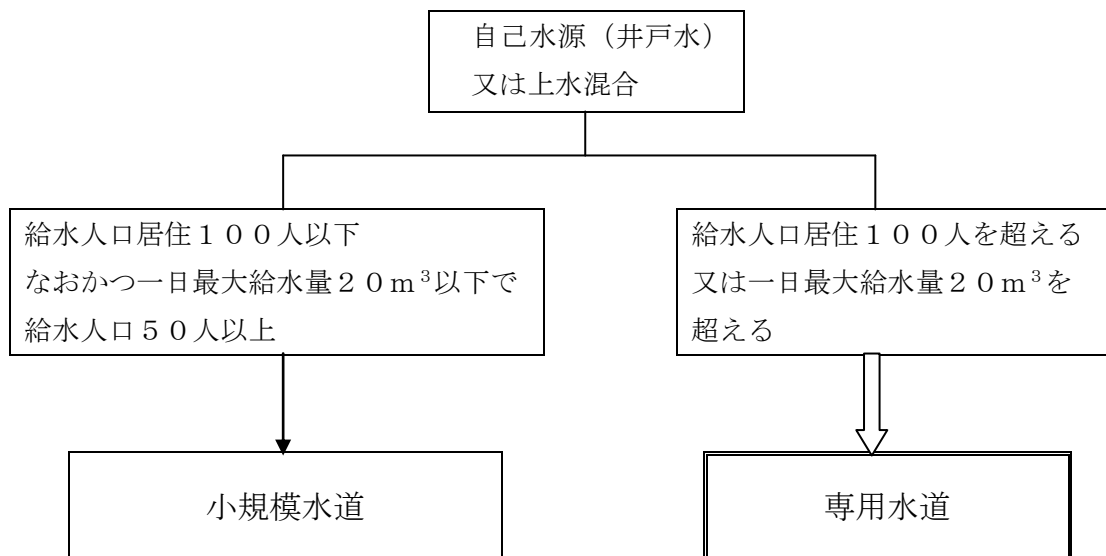 自己水源（井戸水）
又は上水混合
給水人口居住１００人以下
なおかつ一日最大給水量２０ｍ³以下で
給水人口５０人以上
給水人口居住１００人を超える
又は一日最大給水量２０ｍ³を
超える
小規模水道
専用水道